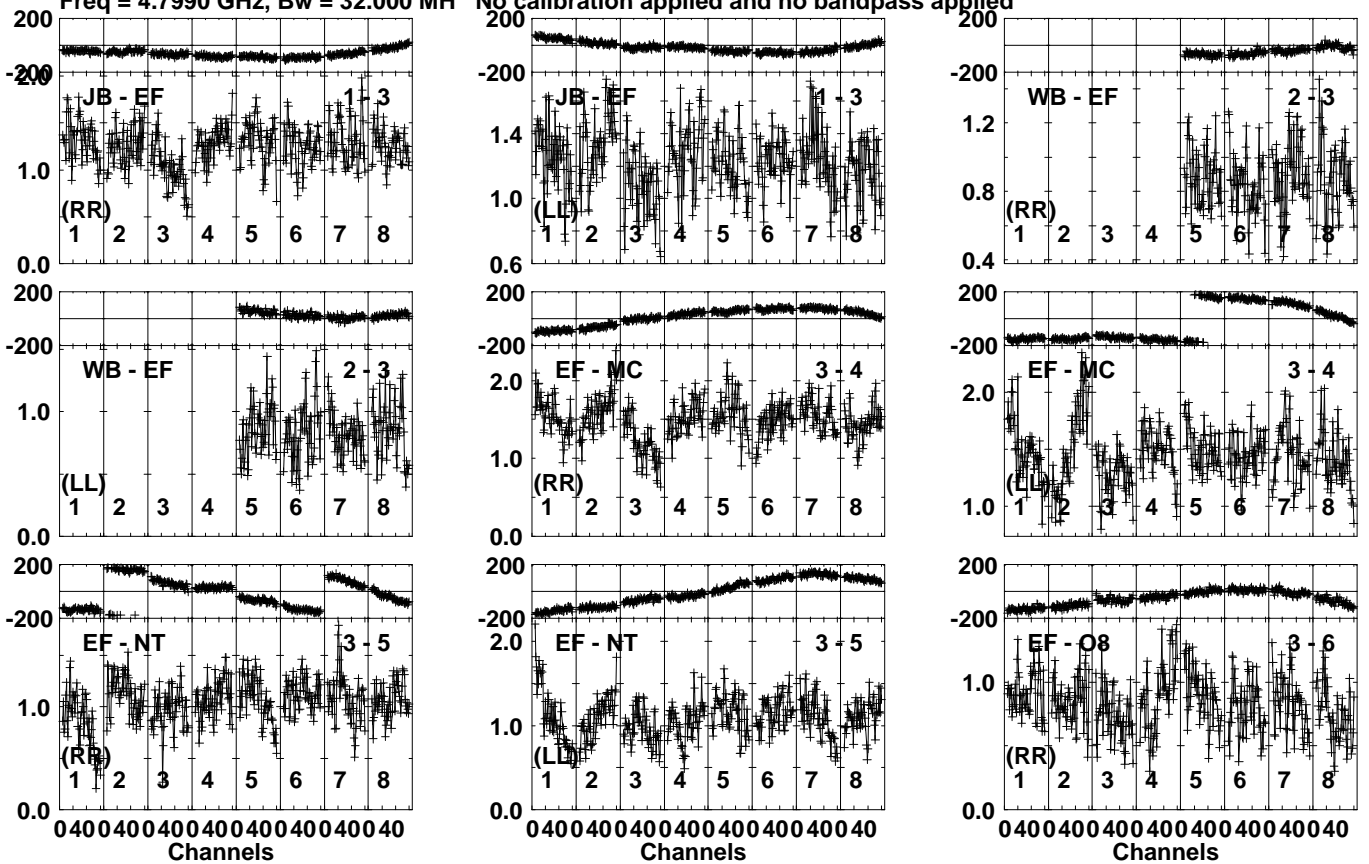 Freq = 4.7990 GHz, Bw = 32.000 MH No calibration applied and no bandpass applied
200 200 200
-200 -200 -200
2.0
JB - EF 1 - 3 JB - EF 1 - 3 WB - EF 2 - 3
1.4 1.2
1.0 1.0 0.8
(RR) (LL) (RR)
1 2 3 4 5 6 7 8 1 2 3 4 5 6 7 8 1 2 3 4 5 6 7 8
0.0 0.6 0.4
200 200 200
-200 -200 -200
WB - EF 2 - 3 EF - MC 3 - 4 EF - MC 3 - 4
1.0 2.0 2.0
1.0
(LL) (RR) (LL)
1 2 3 4 5 6 7 8 1 2 3 4 5 6 7 8 1 2 3 4 5 6 7 8
1.0
0.0 0.0
200 200 200
-200 -200 -200
EF - NT 3 - 5 EF - NT 3 - 5 EF - O8 3 - 6
2.0
1.0 1.0 1.0
(RR) (LL) (RR)
1 2 3 4 5 6 7 8 1 2 3 4 5 6 7 8 1 2 3 4 5 6 7 8
0.0 0.0 0.0
0 40 0 40 0 40 0 40 0 40 0 40 0 40 0 40 0 40 0 40 0 40 0 40 0 40 0 40 0 40 0 40 0 40 0 40 0 40 0 40 0 40 0 40 0 40 0 40
Channels Channels Channels